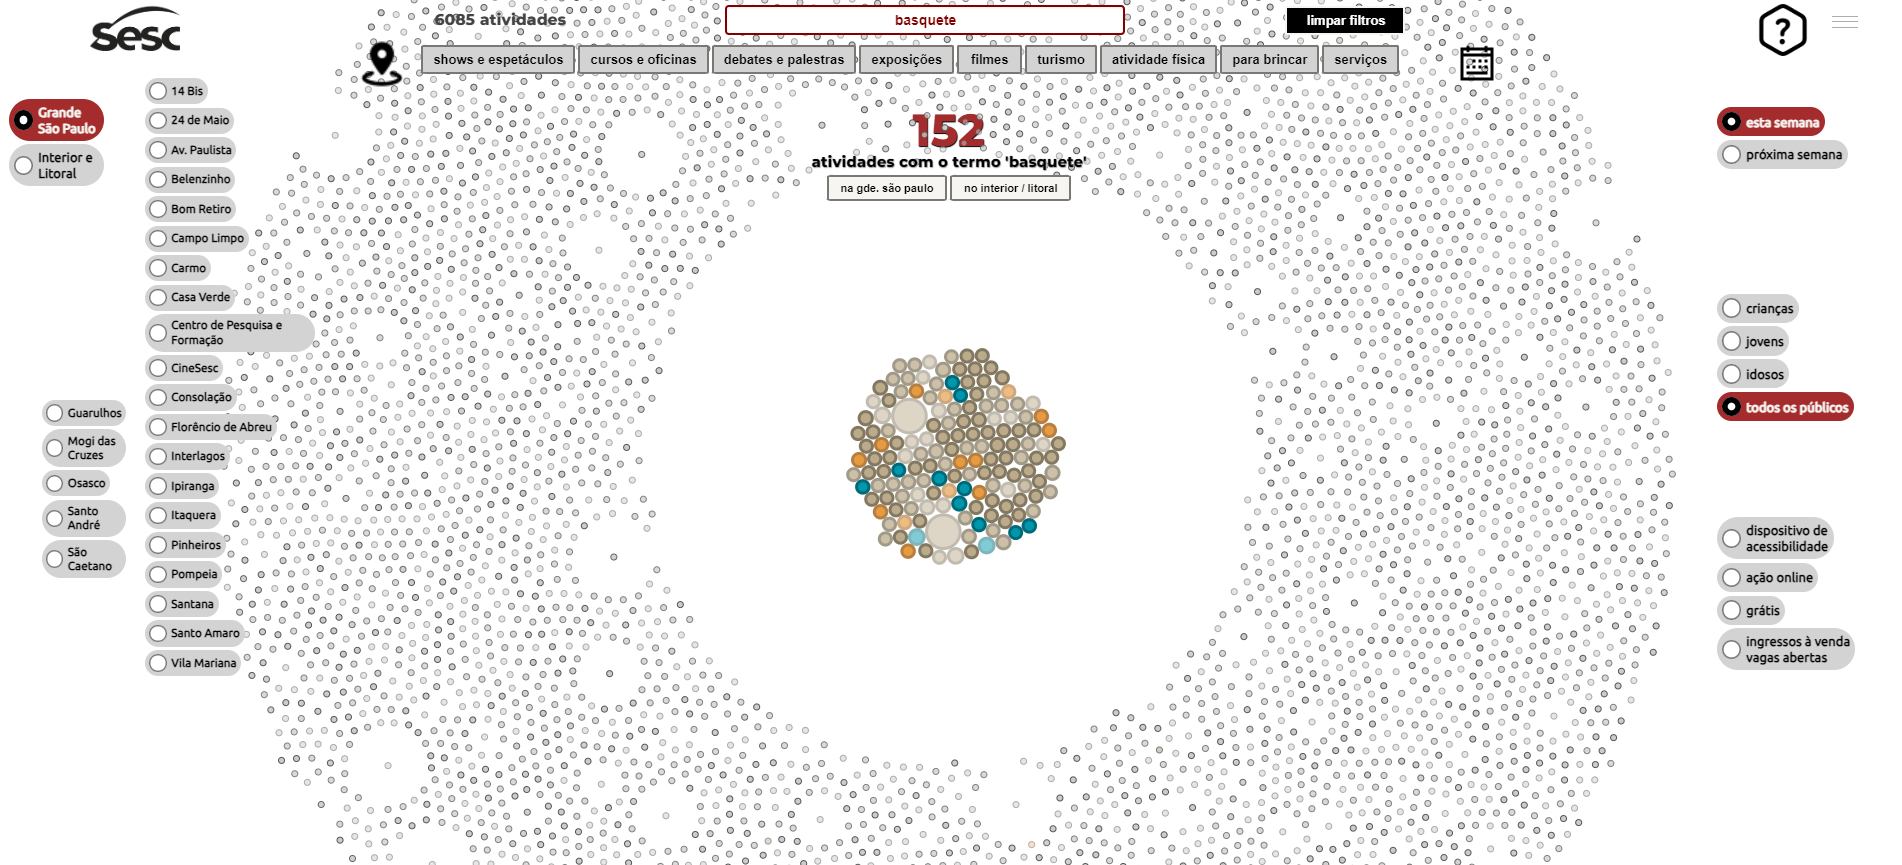 Sesc
6085 atividades
basquete
limpar filtros
?
shows e espetáculos
cursos e oficinas
debates e palestras
exposições
filmes
turismo
atividade física
para brincar
serviços
152
atividades com o termo 'basquete'
na gde. são paulo
no interior / litoral
Grande
São Paulo
Interior e
Litoral
14 Bis
24 de Maio
Av. Paulista
Belenzinho
Bom Retiro
Campo Limpo
Carmo
Casa Verde
Centro de Pesquisa e
Formação
CineSesc
Consolação
Florêncio de Abreu
Interlagos
Ipiranga
Itaquera
Pinheiros
Pompeia
Santana
Santo Amaro
Vila Mariana
Guarulhos
Mogi das
Cruzes
Osasco
Santo
André
São
Caetano
esta semana
próxima semana
crianças
jovens
idosos
todos os públicos
dispositivo de
acessibilidade
ação online
grátis
ingressos à venda
vagas abertas